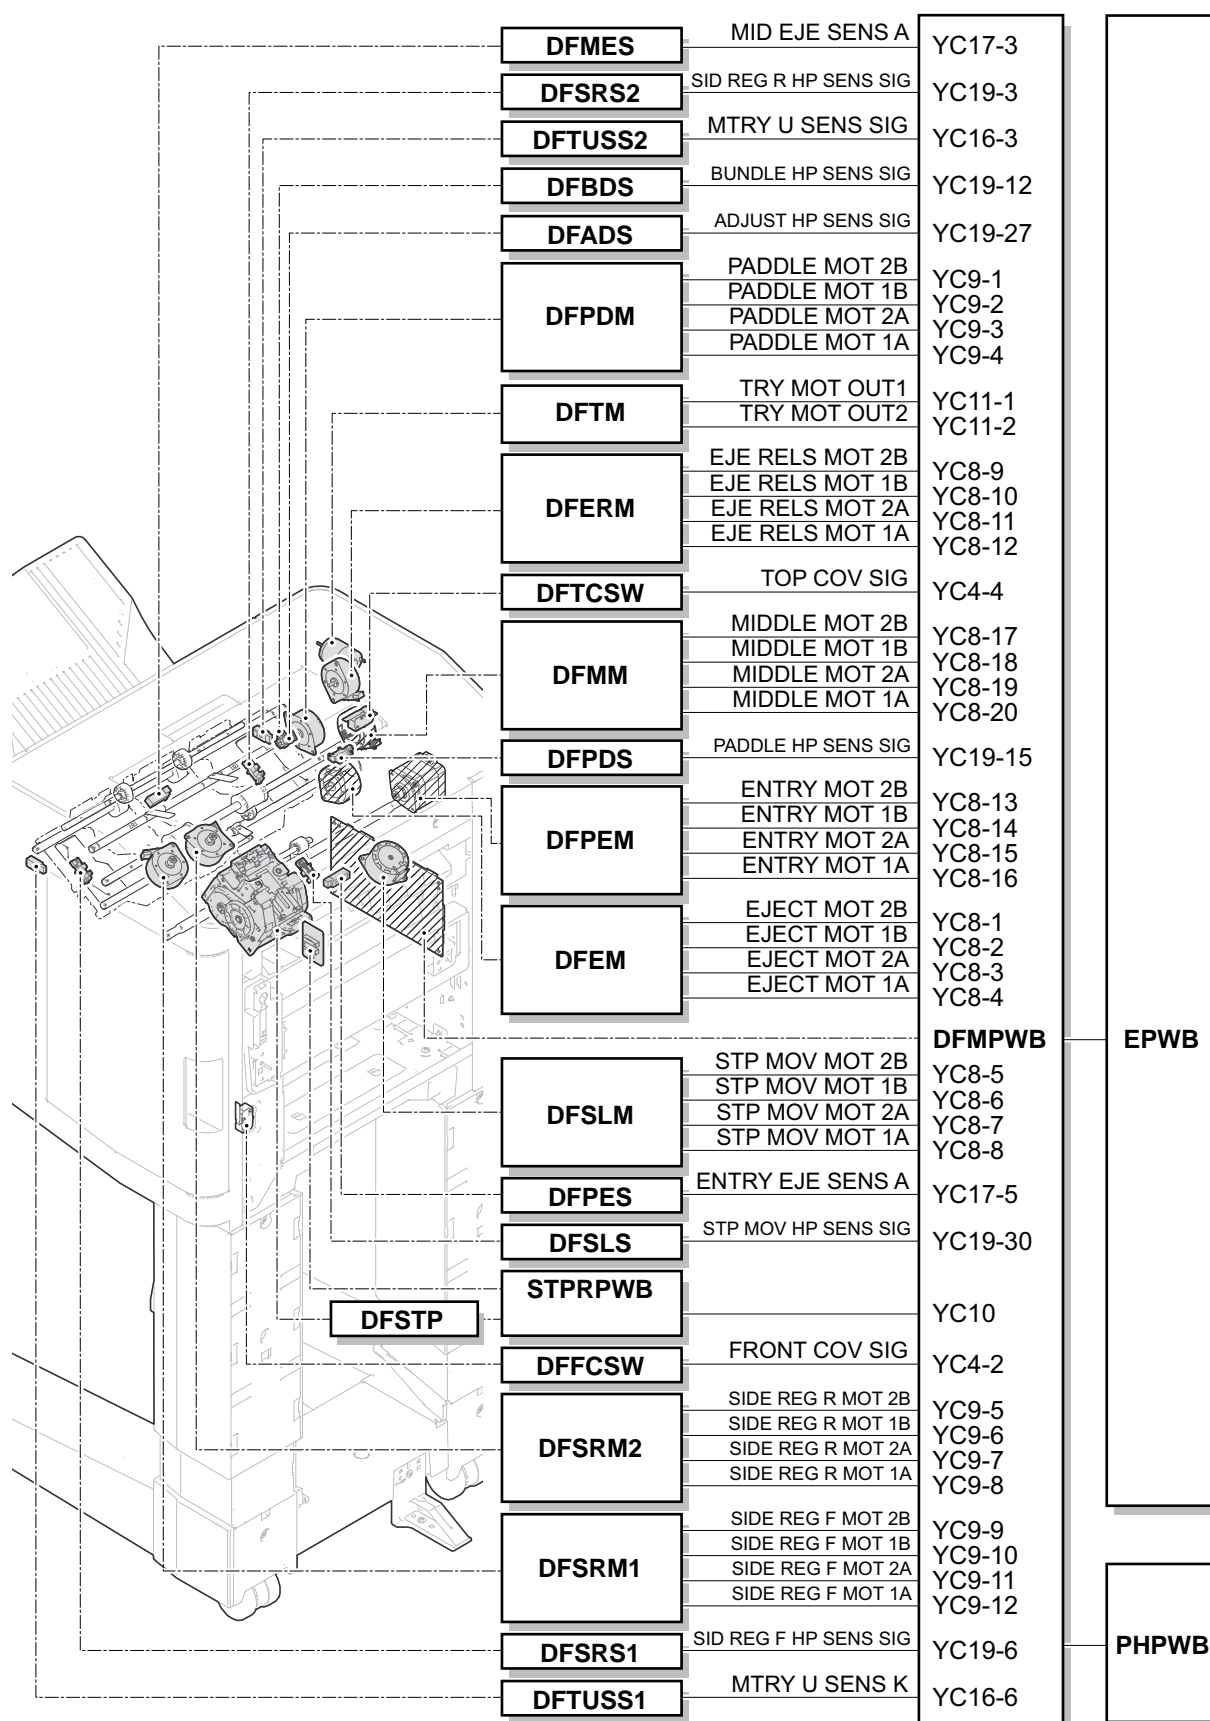 DFMES MID EJE SENS A YC17-3
DFSRS2 SID REG R HP SENS SIG YC19-3
DFTUSS2 MTRY U SENS SIG YC16-3
DFBDS BUNDLE HP SENS SIG YC19-12
DFADS ADJUST HP SENS SIG YC19-27
PADDLE MOT 2B YC9-1
PADDLE MOT 1B YC9-2
DFPDM PADDLE MOT 2A YC9-3
PADDLE MOT 1A YC9-4
TRY MOT OUT1 YC11-1
DFTM TRY MOT OUT2 YC11-2
EJE RELS MOT 2B YC8-9
EJE RELS MOT 1B YC8-10
DFERM EJE RELS MOT 2A YC8-11
EJE RELS MOT 1A YC8-12
DFTCSW TOP COV SIG YC4-4
MIDDLE MOT 2B YC8-17
MIDDLE MOT 1B YC8-18
DFMM MIDDLE MOT 2A YC8-19
MIDDLE MOT 1A YC8-20
DFPDS PADDLE HP SENS SIG YC19-15
ENTRY MOT 2B YC8-13
ENTRY MOT 1B YC8-14
DFPEM ENTRY MOT 2A YC8-15
ENTRY MOT 1A YC8-16
EJECT MOT 2B YC8-1
EJECT MOT 1B YC8-2
DFEM EJECT MOT 2A YC8-3
EJECT MOT 1A YC8-4
DFMPWB EPWB
STP MOV MOT 2B YC8-5
STP MOV MOT 1B YC8-6
DFSLM STP MOV MOT 2A YC8-7
STP MOV MOT 1A YC8-8
DFPES ENTRY EJE SENS A YC17-5
DFSLS STP MOV HP SENS SIG YC19-30
STPRPWB
DFSTP YC10
DFFCSW FRONT COV SIG YC4-2
SIDE REG R MOT 2B YC9-5
SIDE REG R MOT 1B YC9-6
DFSRM2 SIDE REG R MOT 2A YC9-7
SIDE REG R MOT 1A YC9-8
SIDE REG F MOT 2B YC9-9
SIDE REG F MOT 1B YC9-10
DFSRM1 SIDE REG F MOT 2A YC9-11
SIDE REG F MOT 1A YC9-12
DFSRS1 SID REG F HP SENS SIG YC19-6 PHPWB
DFTUSS1 MTRY U SENS K YC16-6